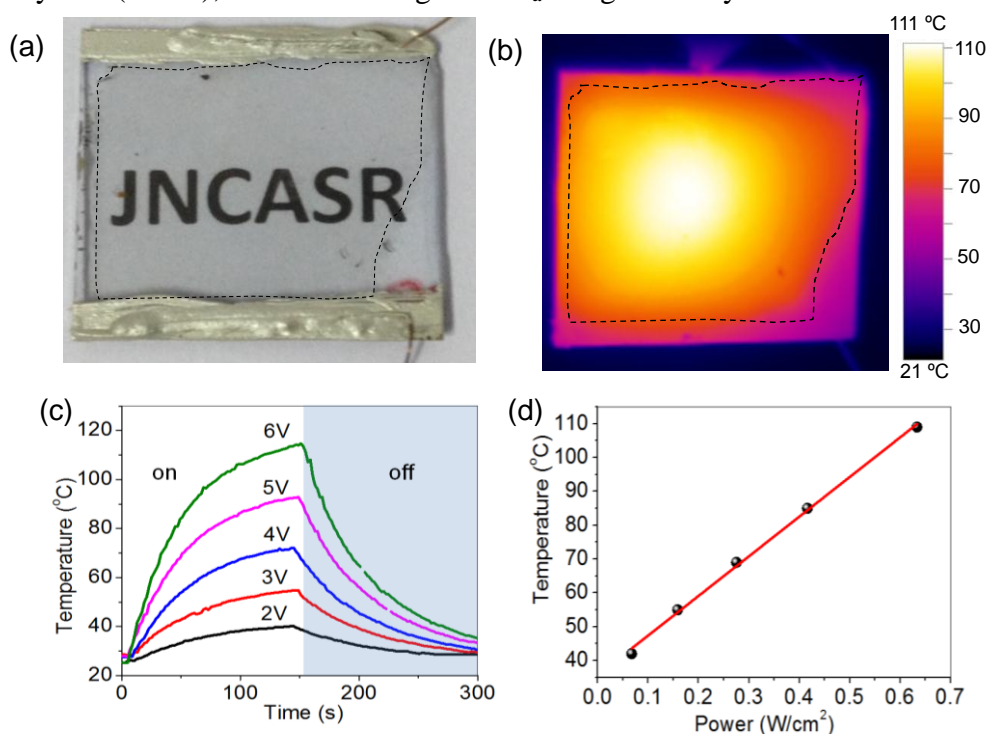 (a)
JNCASR
(b)
111 ºC
110
90
70
50
30
21 ºC
(c)
120
100
80
60
40
20
Temperature (°C)
on
off
6V
5V
4V
3V
2V
0
100
200
300
Time (s)
(d)
110
100
90
80
70
60
50
40
Temperature (°C)
0.0
0.1
0.2
0.3
0.4
0.5
0.6
0.7
Power (W/cm²)